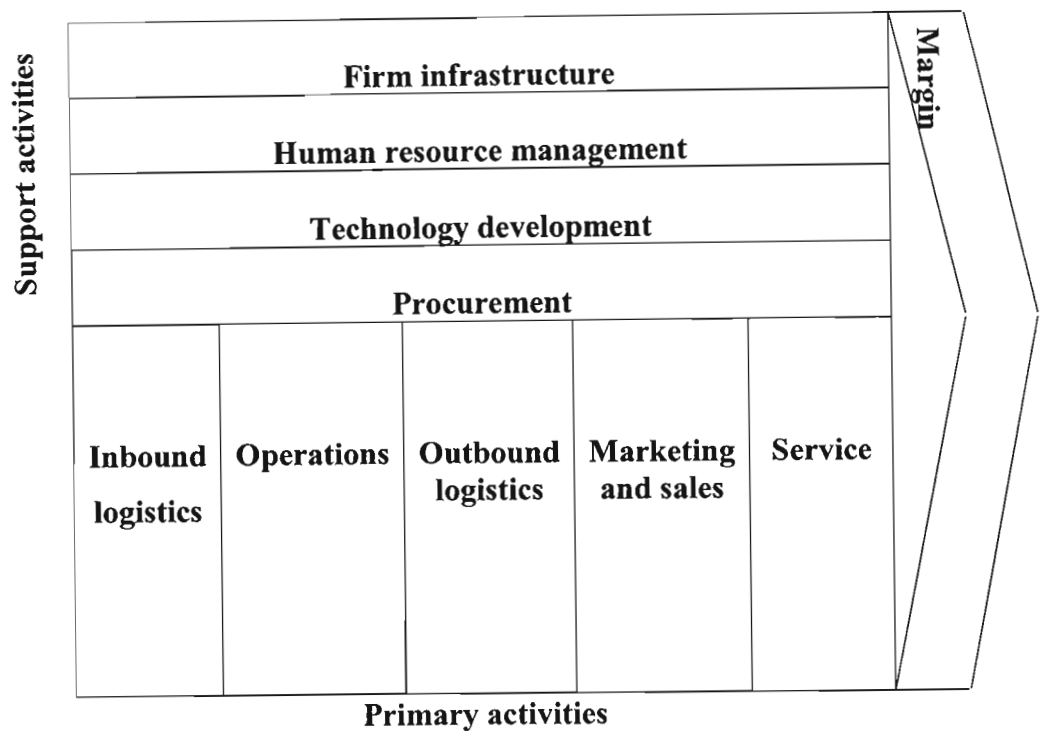 Support activities
Firm infrastructure
Human resource management
Technology development
Procurement
Margin
Inbound
logistics
Operations
Outbound
logistics
Marketing
and sales
Service
Primary activities